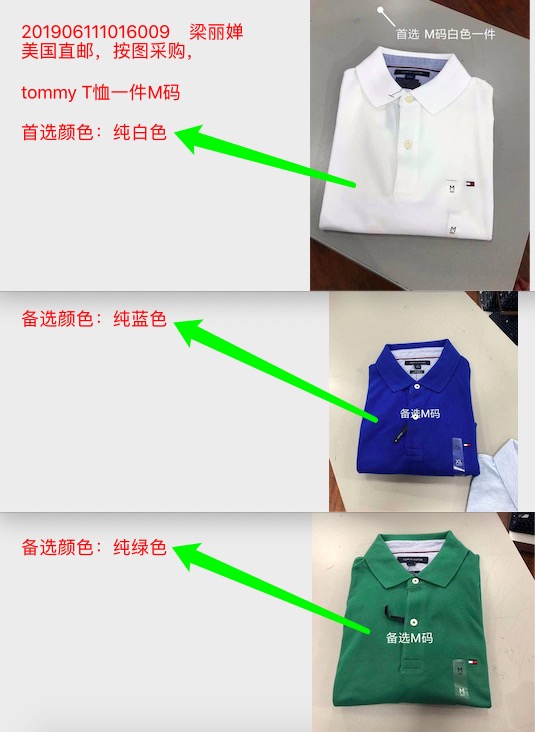 201906111016009 梁丽婵
美国直邮，按图采购，
tommy T恤一件M码
首选颜色：纯白色
首选 M码白色一件
M
M
备选颜色：纯蓝色
备选M码
XL
备选颜色：纯绿色
备选M码
M
M